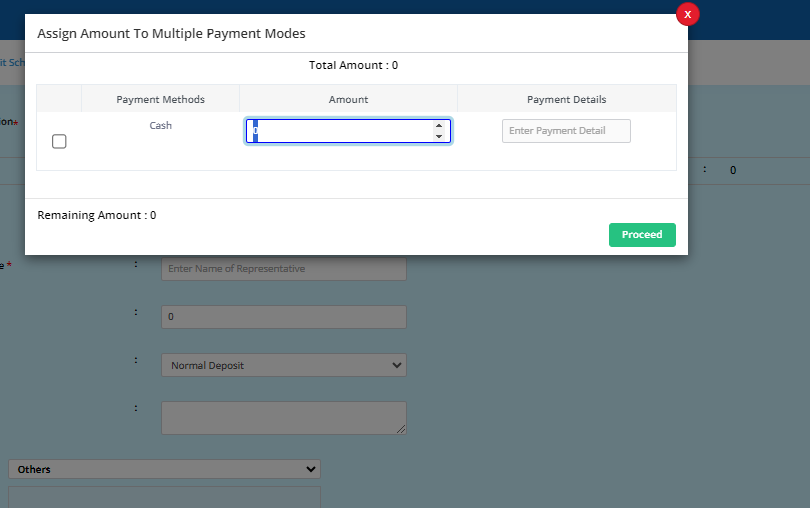 X
Assign Amount To Multiple Payment Modes
it Sch
Total Amount : 0
Payment Methods Amount Payment Details
ion*
Cash 0 Enter Payment Detail
: 0
Remaining Amount : 0
Proceed
e * : Enter Name of Representative
: 0
: Normal Deposit
:
Others